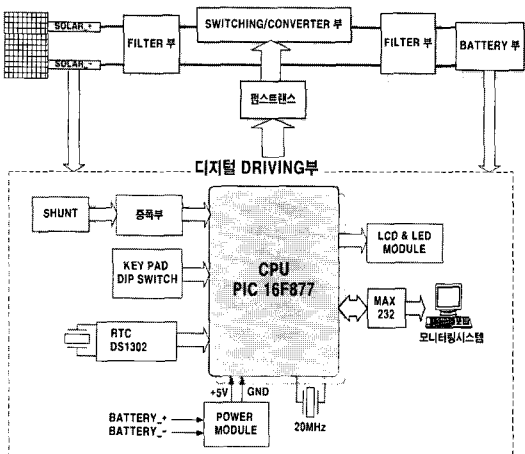 SOLAR_+
SOLAR_-
FILTER 부
SWITCHING/CONVERTER 부
FILTER 부
BATTERY 부
펄스트랜스
디지털 DRIVING부
SHUNT
증폭부
KEY PAD
DIP SWITCH
RTC
DS1302
CPU
PIC 16F877
LCD & LED
MODULE
MAX
232
모니터링시스템
+5V
GND
20MHz
BATTERY_+
BATTERY_-
POWER
MODULE